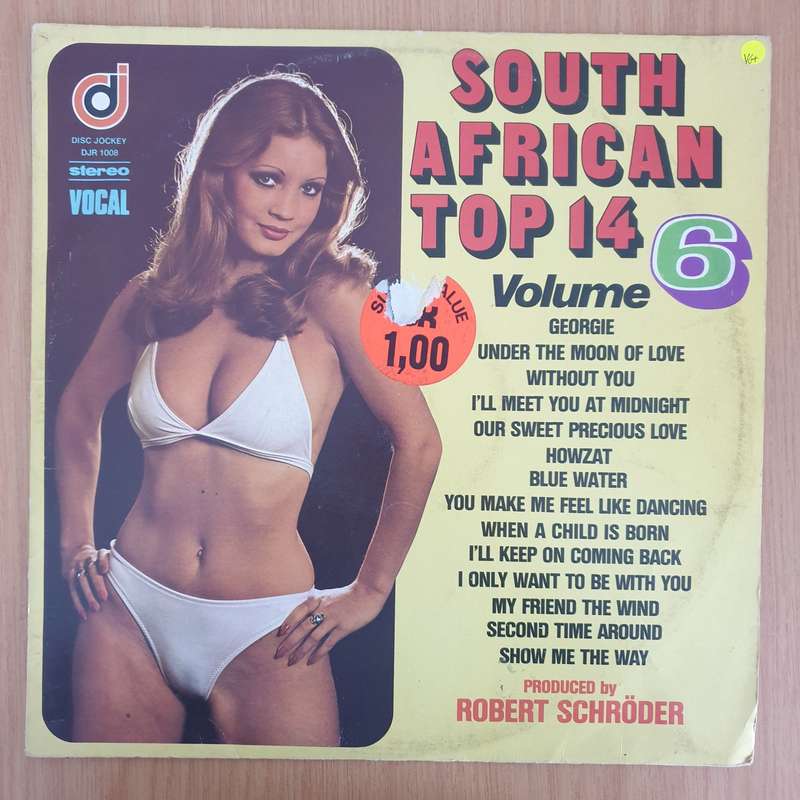 dj
DISC JOCKEY
DJR 1008
stereo
VOCAL
SOUTH
AFRICAN
TOP 14
Volume 6
VG+
1,00
GEORGIE
UNDER THE MOON OF LOVE
WITHOUT YOU
I'LL MEET YOU AT MIDNIGHT
OUR SWEET PRECIOUS LOVE
HOWZAT
BLUE WATER
YOU MAKE ME FEEL LIKE DANCING
WHEN A CHILD IS BORN
I'LL KEEP ON COMING BACK
I ONLY WANT TO BE WITH YOU
MY FRIEND THE WIND
SECOND TIME AROUND
SHOW ME THE WAY
PRODUCED by
ROBERT SCHRÖDER